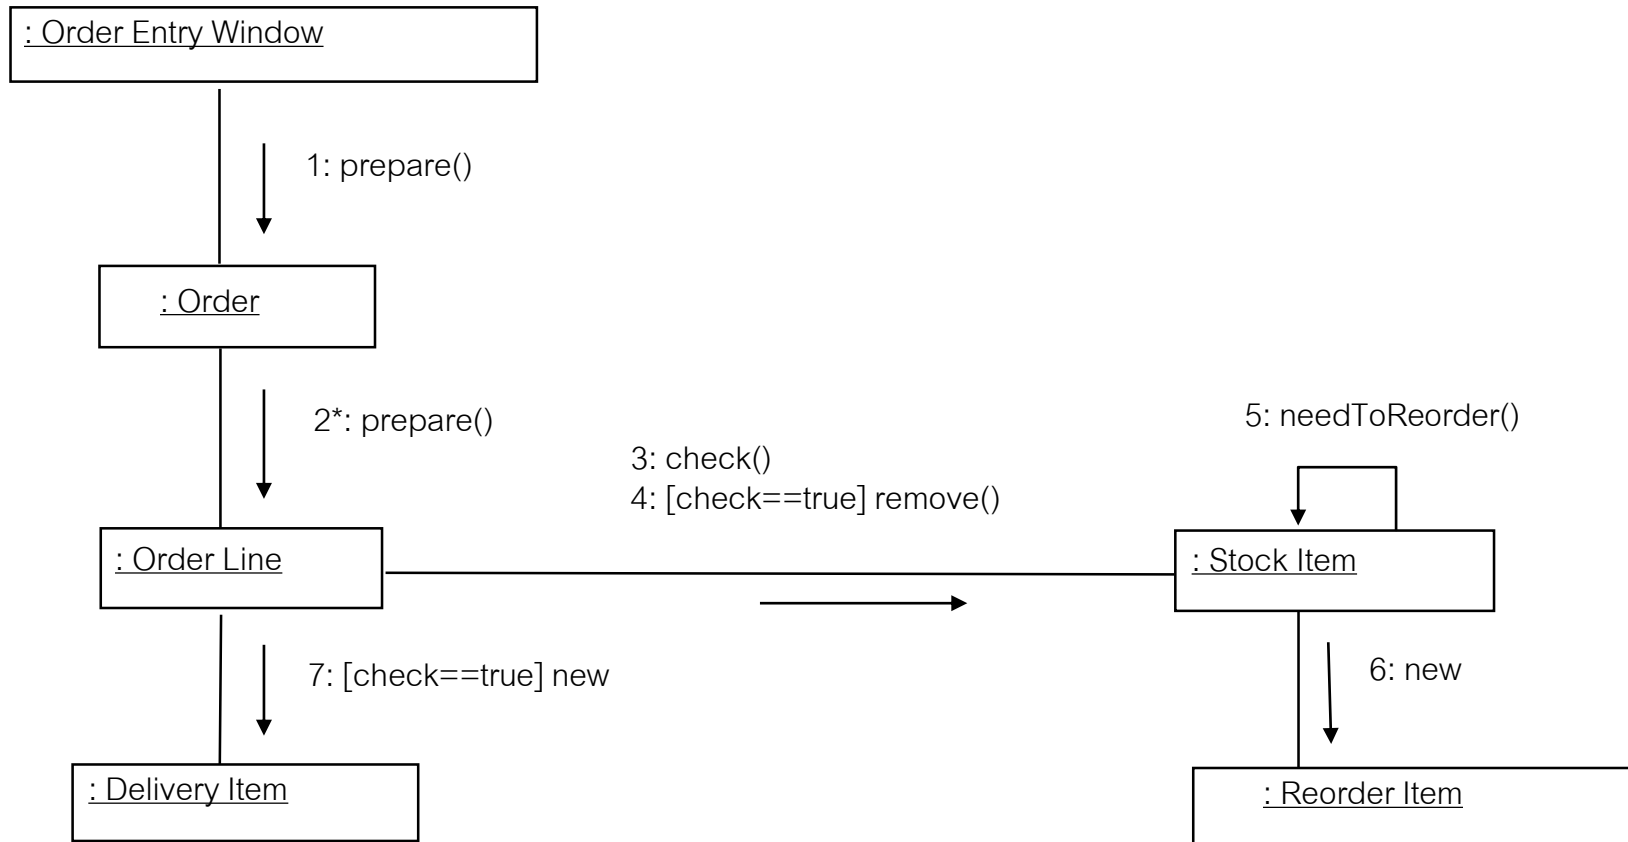 : Order Entry Window
1: prepare()
: Order
2*: prepare()
5: needToReorder()
3: check()
4: [check==true] remove()
: Order Line
: Stock Item
7: [check==true] new
6: new
: Delivery Item
: Reorder Item